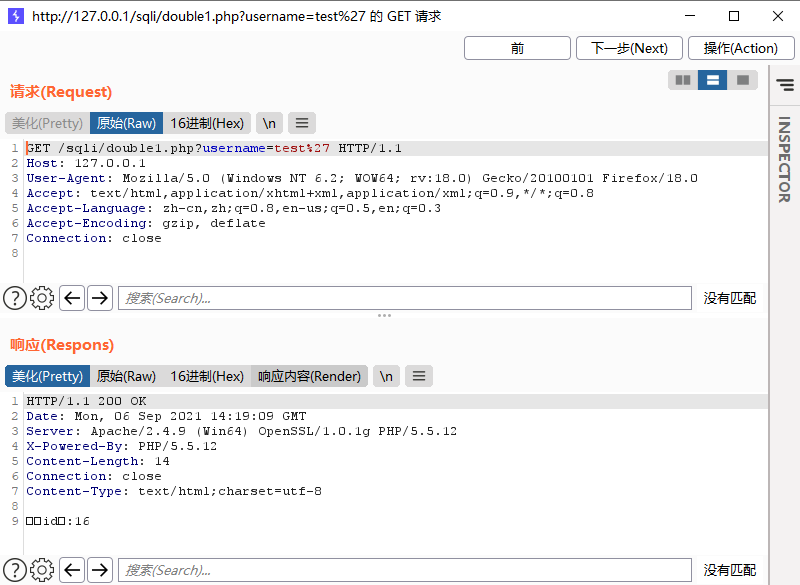 http://127.0.0.1/sqli/double1.php?username=test%27 的 GET 请求
前 下一步(Next) 操作(Action)
请求(Request)
美化(Pretty) 原始(Raw) 16进制(Hex) \n
INSPECTOR
1 GET /sqli/double1.php?username=test%27 HTTP/1.1
2 Host: 127.0.0.1
3 User-Agent: Mozilla/5.0 (Windows NT 6.2; WOW64; rv:18.0) Gecko/20100101 Firefox/18.0
4 Accept: text/html,application/xhtml+xml,application/xml;q=0.9,*/*;q=0.8
5 Accept-Language: zh-cn,zh;q=0.8,en-us;q=0.5,en;q=0.3
6 Accept-Encoding: gzip, deflate
7 Connection: close
8
搜索(Search)... 没有匹配
响应(Respons)
美化(Pretty) 原始(Raw) 16进制(Hex) 响应内容(Render) \n
1 HTTP/1.1 200 OK
2 Date: Mon, 06 Sep 2021 14:19:09 GMT
3 Server: Apache/2.4.9 (Win64) OpenSSL/1.0.1g PHP/5.5.12
4 X-Powered-By: PHP/5.5.12
5 Content-Length: 14
6 Connection: close
7 Content-Type: text/html;charset=utf-8
8
9 □□id□:16
搜索(Search)... 没有匹配